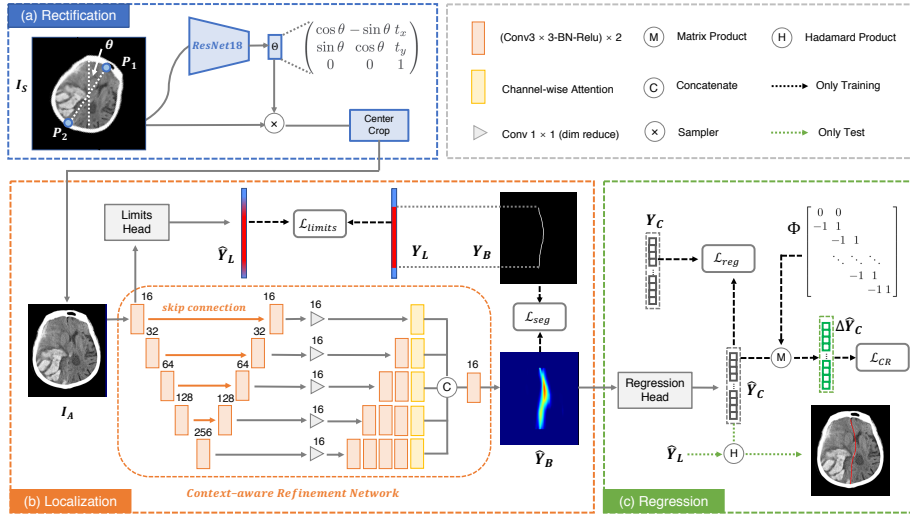 (a) Rectification
θ
P₁
I_S
P₂
ResNet18
Θ
cos θ − sin θ t_x
sin θ cos θ t_y
0 0 1
×
Center
Crop
(Conv3 × 3-BN-Relu) × 2
M
Matrix Product
H
Hadamard Product
Channel-wise Attention
C
Concatenate
Only Training
Conv 1 × 1 (dim reduce)
×
Sampler
Only Test
Limits
Head
Ŷ_L
ℒ_limits
Y_L
Y_B
16
skip connection
16
16
32
32
16
64
64
16
128
128
16
256
16
C
16
I_A
ℒ_seg
Ŷ_B
Context-aware Refinement Network
(b) Localization
Y_C
ℒ_reg
Φ
0 0
-1 1
-1 1
⋱ ⋱ ⋱
-1 1
-1 1
Regression
Head
Ŷ_C
M
ΔŶ_C
ℒ_CR
Ŷ_L
H
(c) Regression